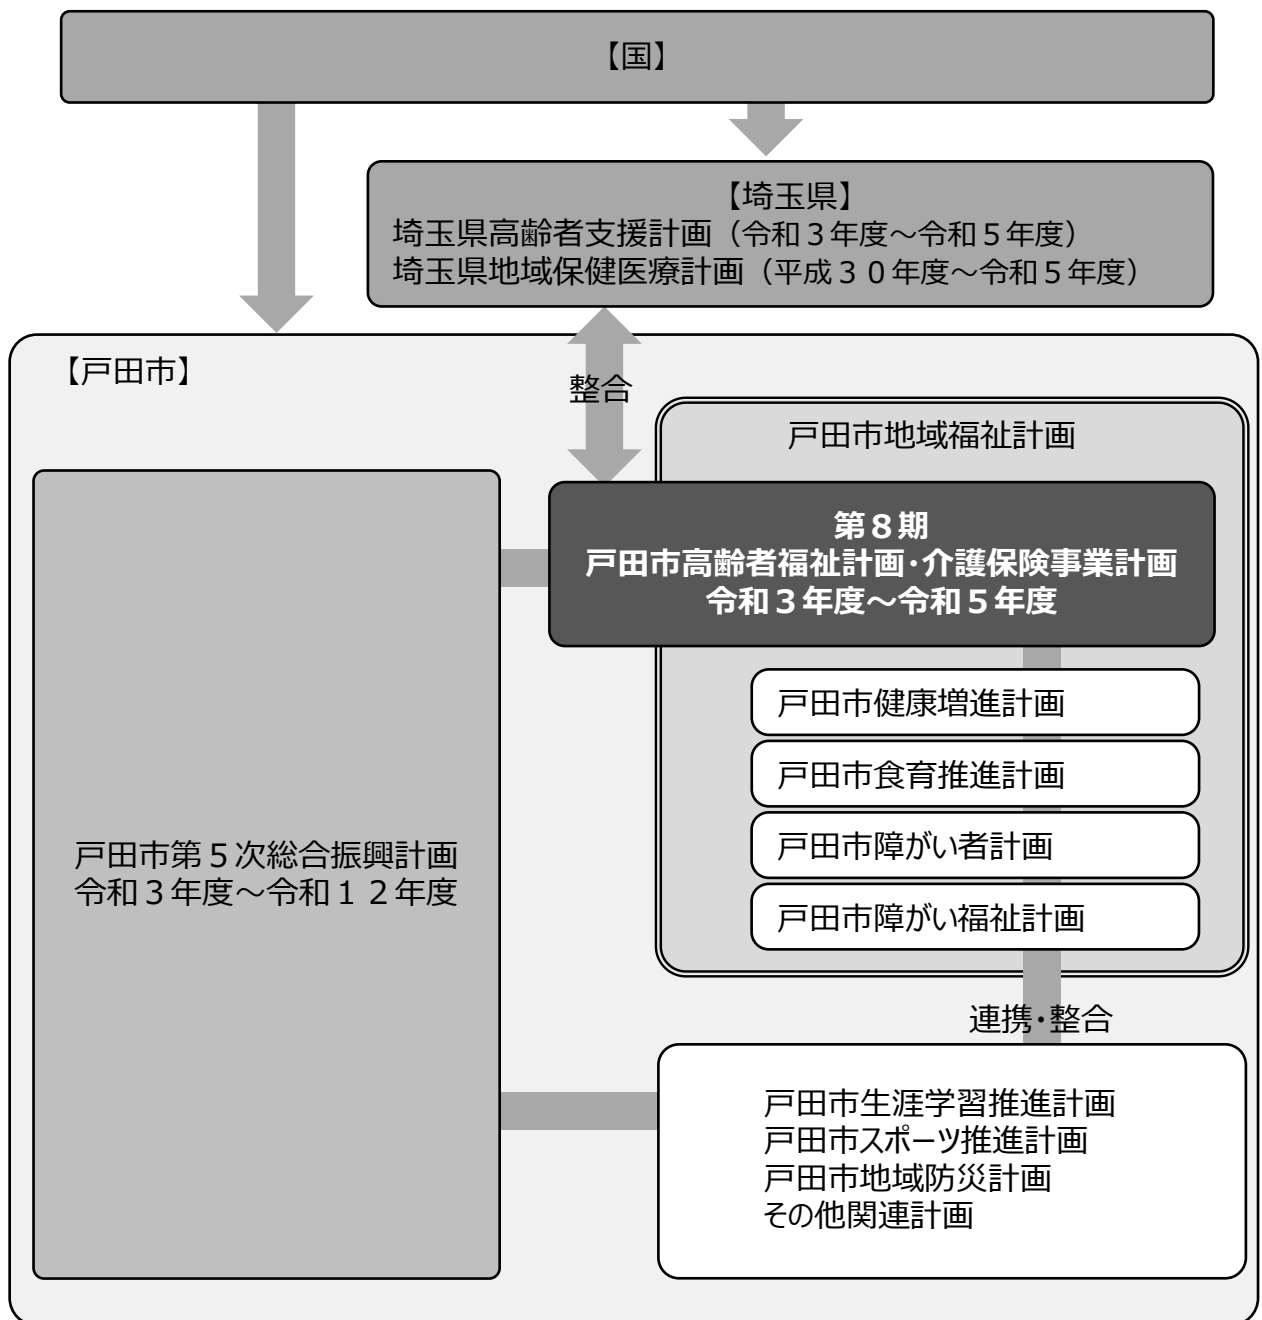 【国】
【埼玉県】
埼玉県高齢者支援計画（令和３年度～令和５年度）
埼玉県地域保健医療計画（平成３０年度～令和５年度）
【戸田市】
整合
戸田市地域福祉計画
第８期
戸田市高齢者福祉計画・介護保険事業計画
令和３年度～令和５年度
戸田市健康増進計画
戸田市食育推進計画
戸田市障がい者計画
戸田市障がい福祉計画
戸田市第５次総合振興計画
令和３年度～令和１２年度
連携・整合
戸田市生涯学習推進計画
戸田市スポーツ推進計画
戸田市地域防災計画
その他関連計画